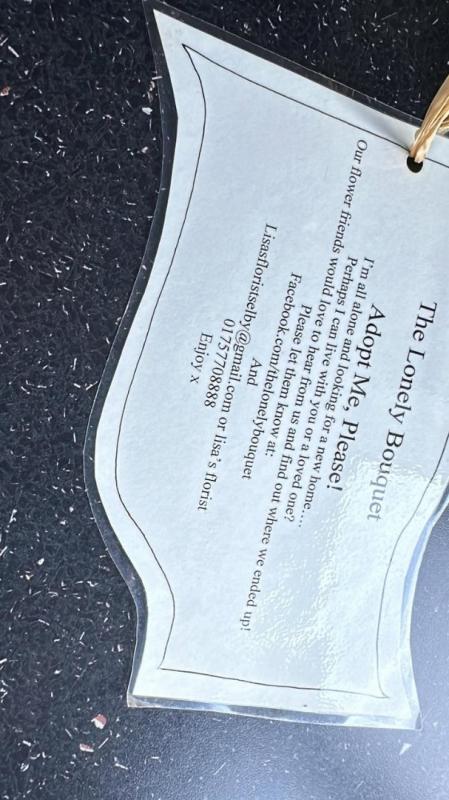 The Lonely Bouquet
Adopt Me, Please!
I'm all alone and looking for a new home....
Perhaps I can live with you or a loved one?
Our flower friends would love to hear from us and find our where we ended up!
Please let them know at:
Facebook.com/thelonelybouquet
And
Lisasfloristselby@gmail.com or lisa's florist
01757708888
Enjoy x